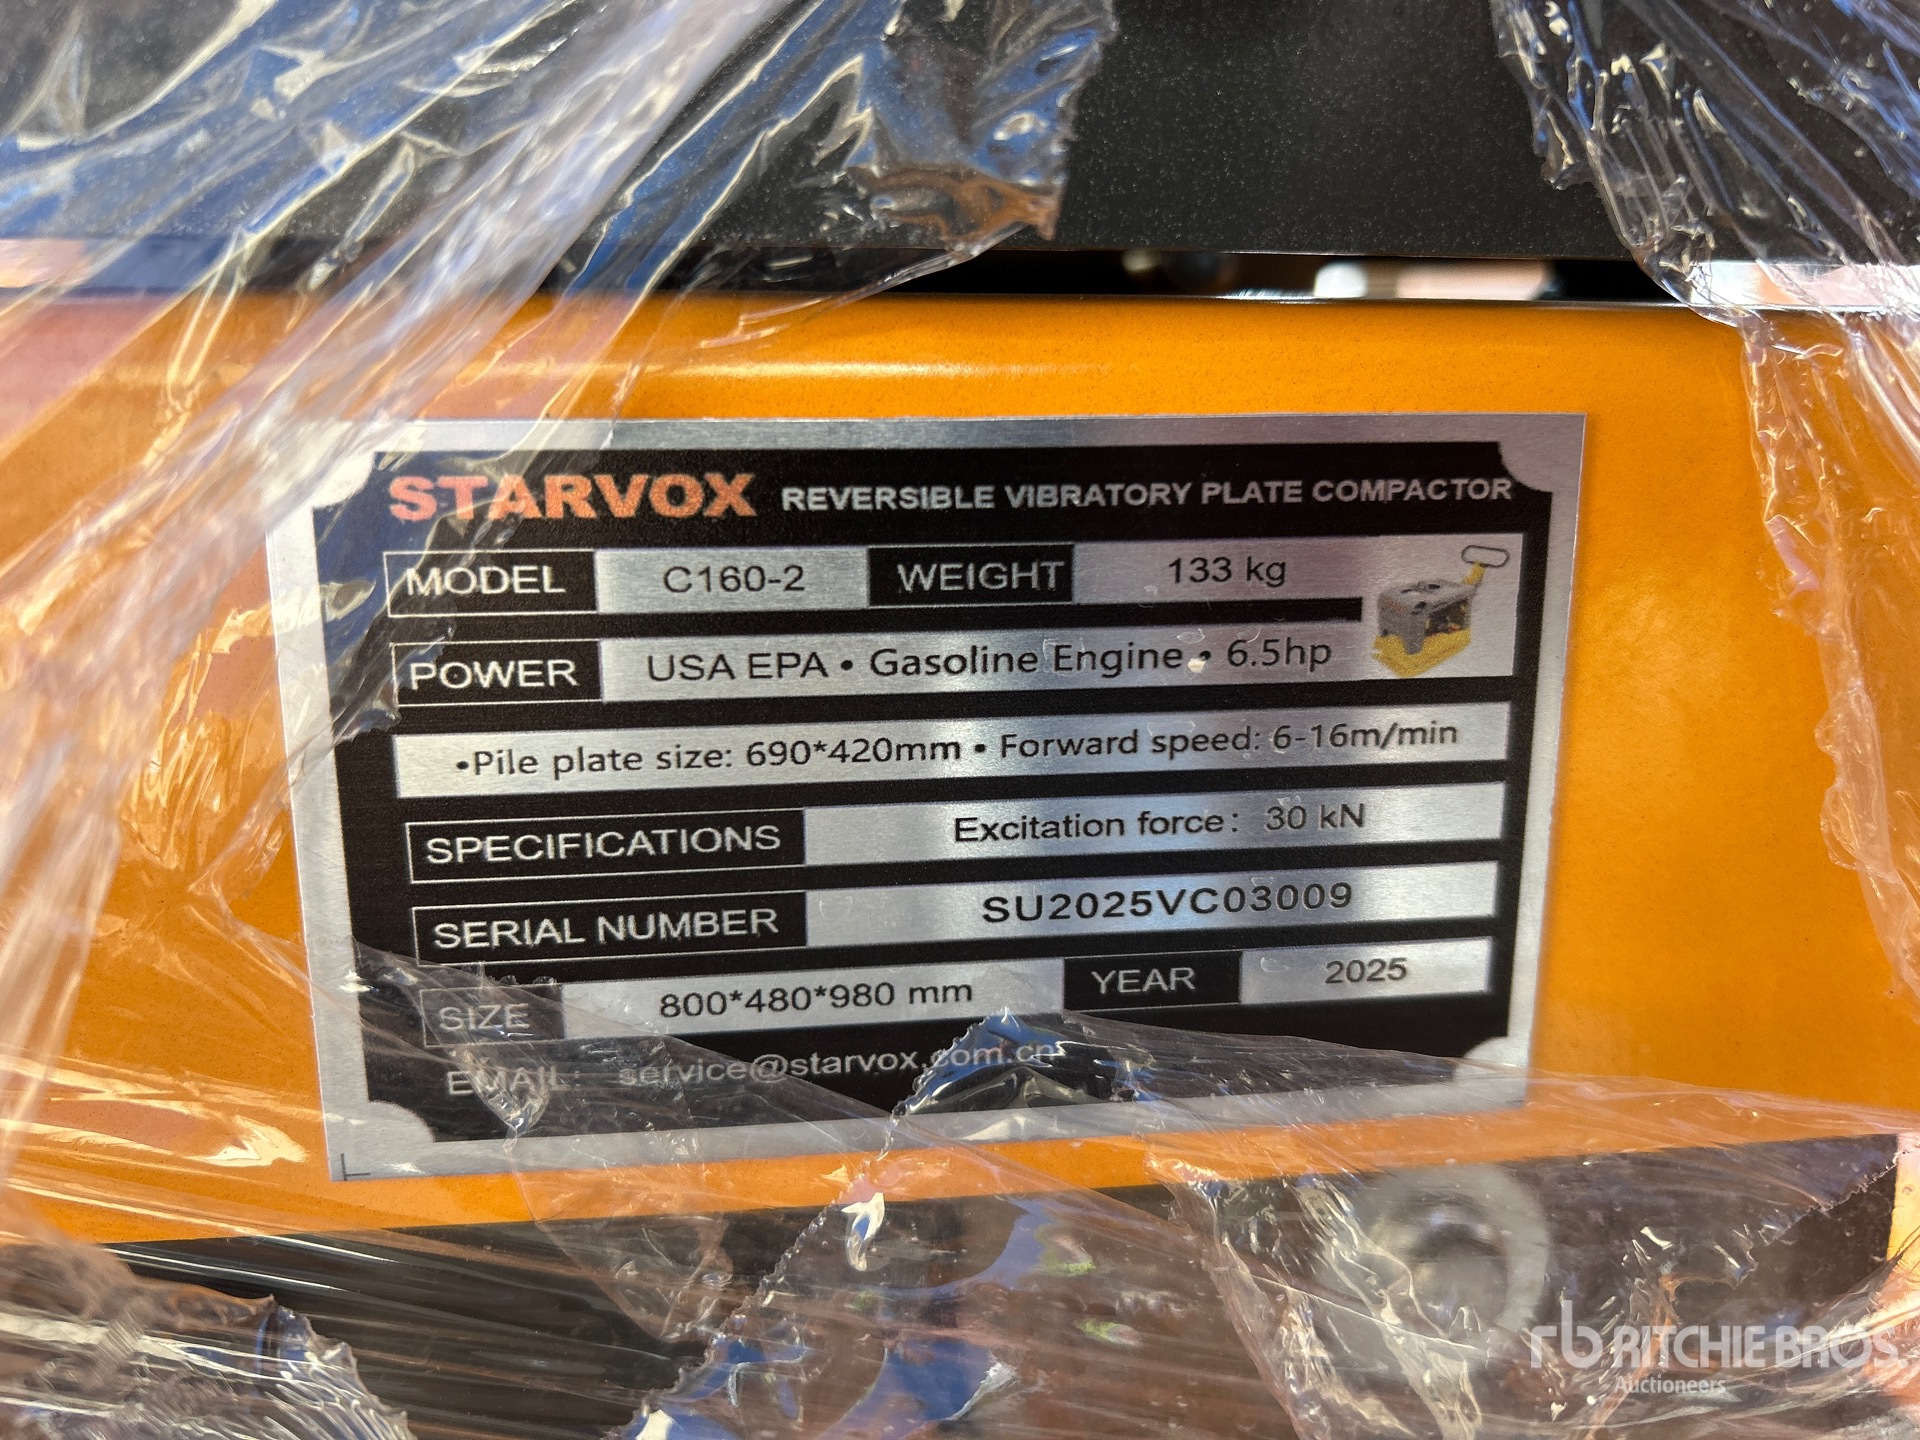 STARVOX REVERSIBLE VIBRATORY PLATE COMPACTOR
MODEL C160-2 WEIGHT 133 kg
POWER USA EPA • Gasoline Engine • 6.5hp
•Pile plate size: 690*420mm • Forward speed: 6-16m/min
SPECIFICATIONS Excitation force: 30 kN
SERIAL NUMBER SU2025VC03009
SIZE 800*480*980 mm YEAR 2025
EMAIL: service@starvox.com.cn
rb RITCHIE BROS.
Auctioneers